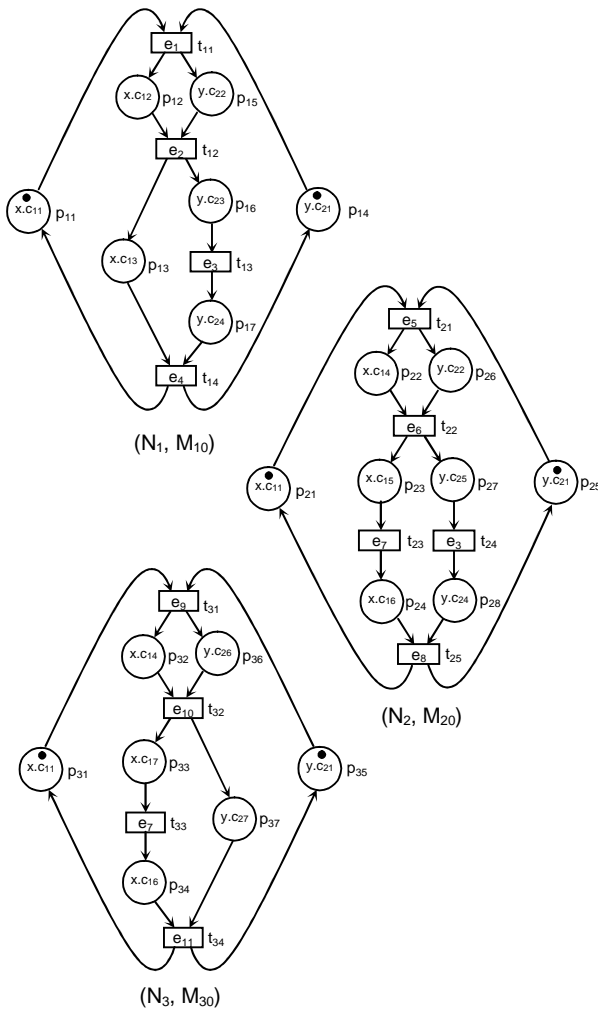 e₁ t₁₁
x.c₁₂ p₁₂ y.c₂₂ p₁₅
e₂ t₁₂
x.c₁₁ p₁₁ y.c₂₃ p₁₆ y.c₂₁ p₁₄
x.c₁₃ p₁₃ e₃ t₁₃
y.c₂₄ p₁₇
e₄ t₁₄
(N₁, M₁₀)
e₅ t₂₁
x.c₁₄ p₂₂ y.c₂₂ p₂₆
e₆ t₂₂
x.c₁₁ p₂₁ x.c₁₅ p₂₃ y.c₂₅ p₂₇ y.c₂₁ p₂₅
e₇ t₂₃ e₃ t₂₄
x.c₁₆ p₂₄ y.c₂₄ p₂₈
e₈ t₂₅
(N₂, M₂₀)
e₉ t₃₁
x.c₁₄ p₃₂ y.c₂₆ p₃₆
e₁₀ t₃₂
x.c₁₁ p₃₁ x.c₁₇ p₃₃ y.c₂₁ p₃₅
e₇ t₃₃ y.c₂₇ p₃₇
x.c₁₆ p₃₄
e₁₁ t₃₄
(N₃, M₃₀)